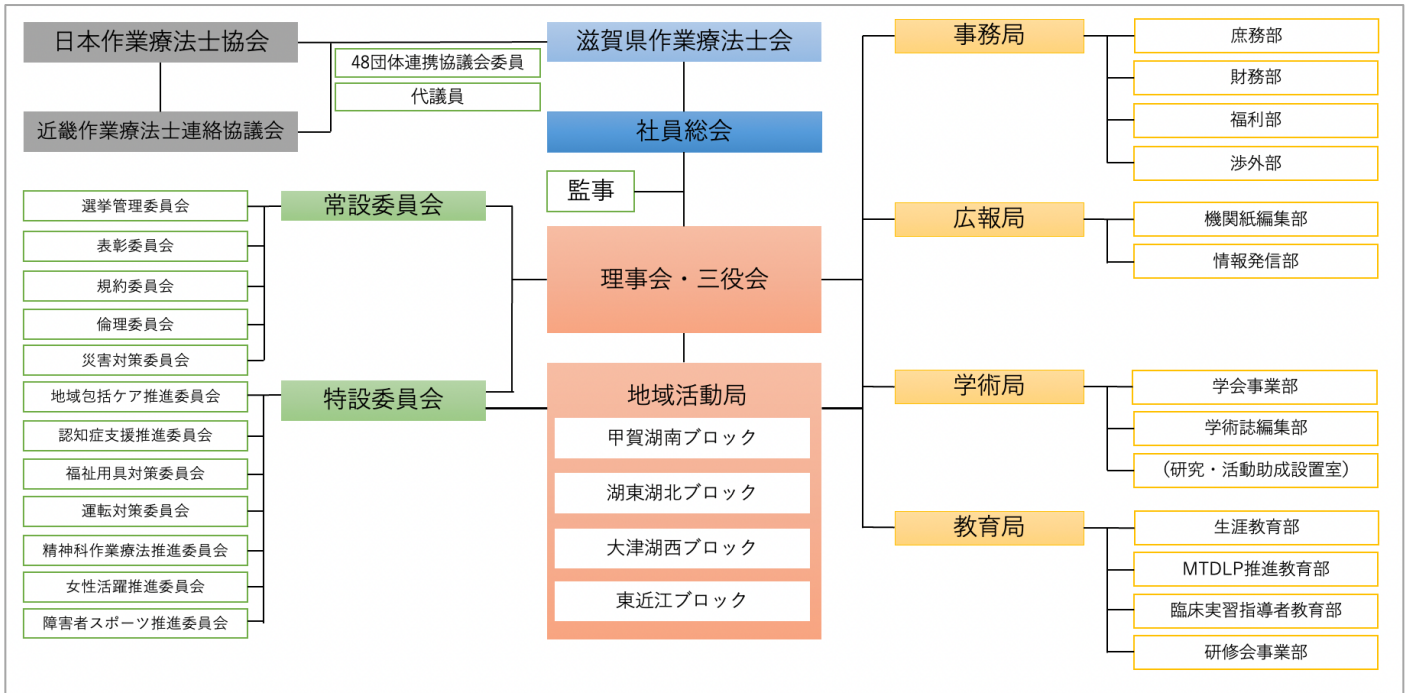 日本作業療法士協会
滋賀県作業療法士会
48団体連携協議会委員
代議員
近畿作業療法士連絡協議会
社員総会
監事
理事会・三役会
常設委員会
選挙管理委員会
表彰委員会
規約委員会
倫理委員会
災害対策委員会
特設委員会
地域包括ケア推進委員会
認知症支援推進委員会
福祉用具対策委員会
運転対策委員会
精神科作業療法推進委員会
女性活躍推進委員会
障害者スポーツ推進委員会
地域活動局
甲賀湖南ブロック
湖東湖北ブロック
大津湖西ブロック
東近江ブロック
事務局
庶務部
財務部
福利部
渉外部
広報局
機関紙編集部
情報発信部
学術局
学会事業部
学術誌編集部
（研究・活動助成設置室）
教育局
生涯教育部
MTDLP推進教育部
臨床実習指導者教育部
研修会事業部